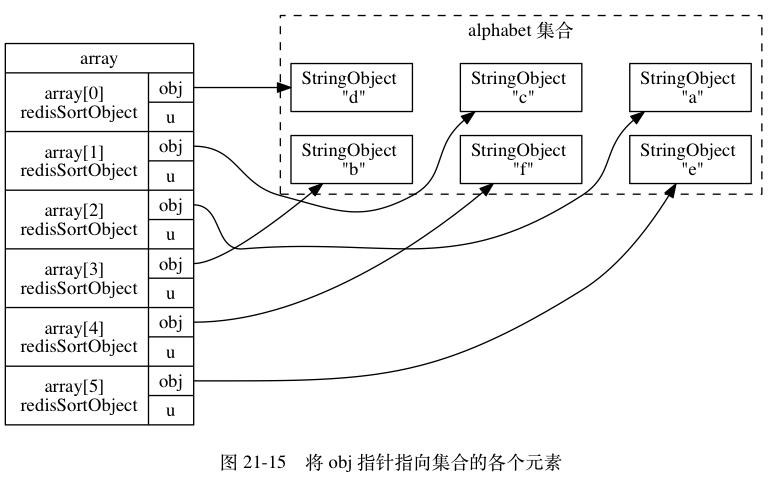 array
array[0]
redisSortObject
obj
u
array[1]
redisSortObject
obj
u
array[2]
redisSortObject
obj
u
array[3]
redisSortObject
obj
u
array[4]
redisSortObject
obj
u
array[5]
redisSortObject
obj
u
alphabet 集合
StringObject
"d"
StringObject
"c"
StringObject
"a"
StringObject
"b"
StringObject
"f"
StringObject
"e"
图 21-15 将 obj 指针指向集合的各个元素